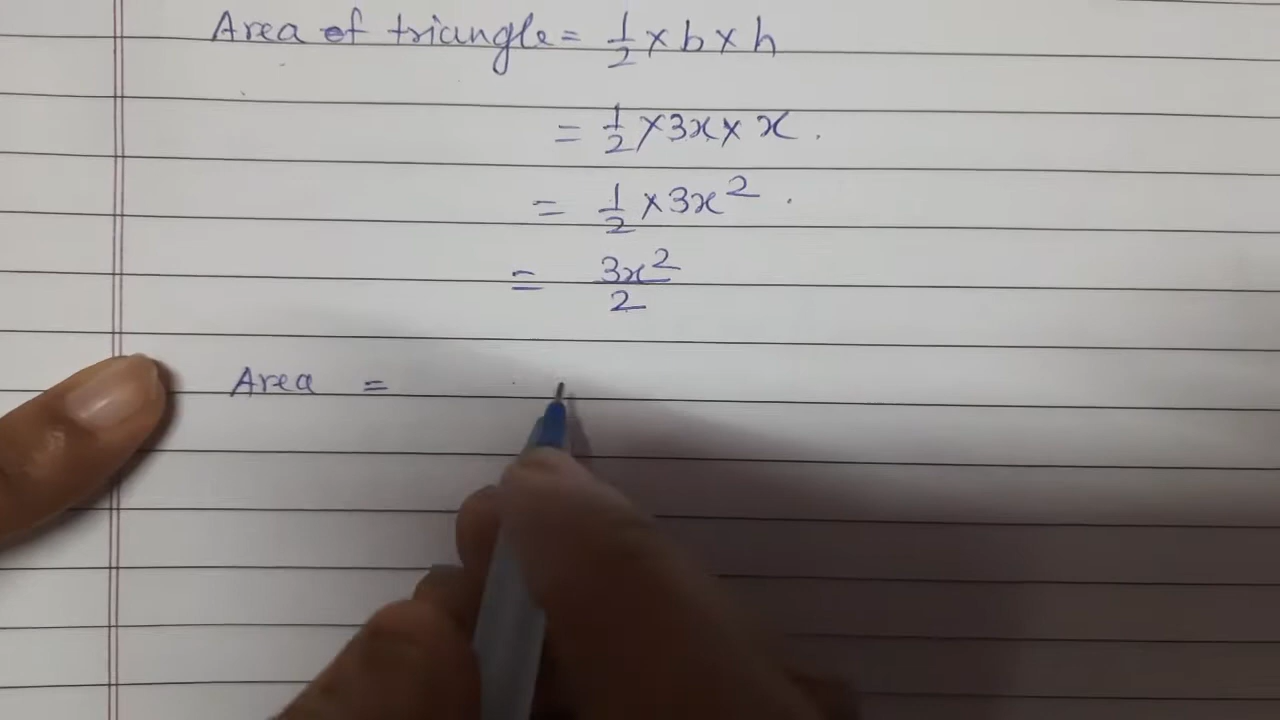 Area of triangle = 1/2 × b × h
= 1/2 × 3x × x .
= 1/2 × 3x² .
= 3x²/2
Area =